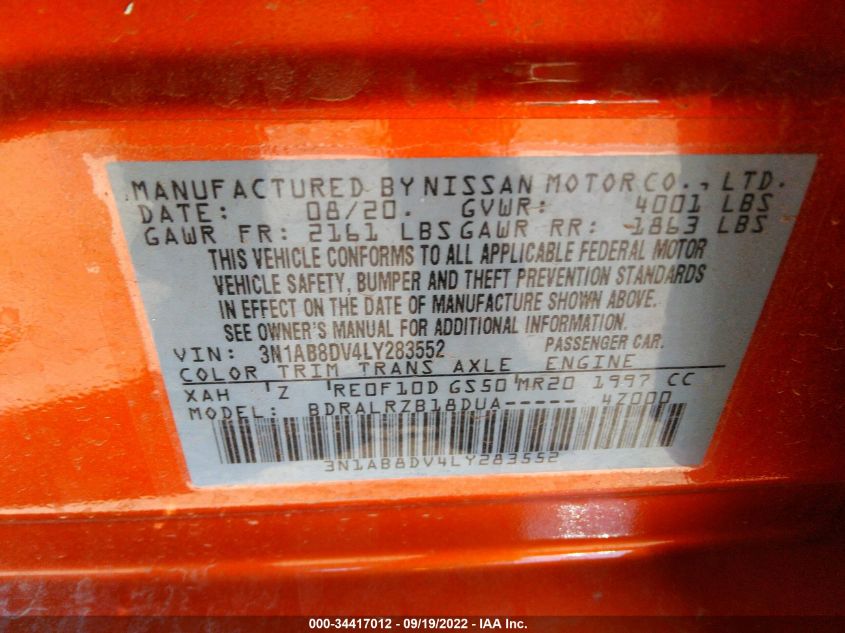 MANUFACTURED BY NISSAN MOTOR CO., LTD.
DATE: 08/20. GVWR: 4001 LBS
GAWR FR: 2161 LBS GAWR RR: 1863 LBS
THIS VEHICLE CONFORMS TO ALL APPLICABLE FEDERAL MOTOR
VEHICLE SAFETY, BUMPER AND THEFT PREVENTION STANDARDS
IN EFFECT ON THE DATE OF MANUFACTURE SHOWN ABOVE.
SEE OWNER'S MANUAL FOR ADDITIONAL INFORMATION.
VIN: 3N1AB8DV4LY283552 PASSENGER CAR.
COLOR TRIM TRANS AXLE ENGINE
XAH Z RE0F10D GS50 MR20 1997 CC
MODEL: BDRALRZB18DUA----- 4Z000
3N1AB8DV4LY283552
000-34417012 - 09/19/2022 - IAA Inc.